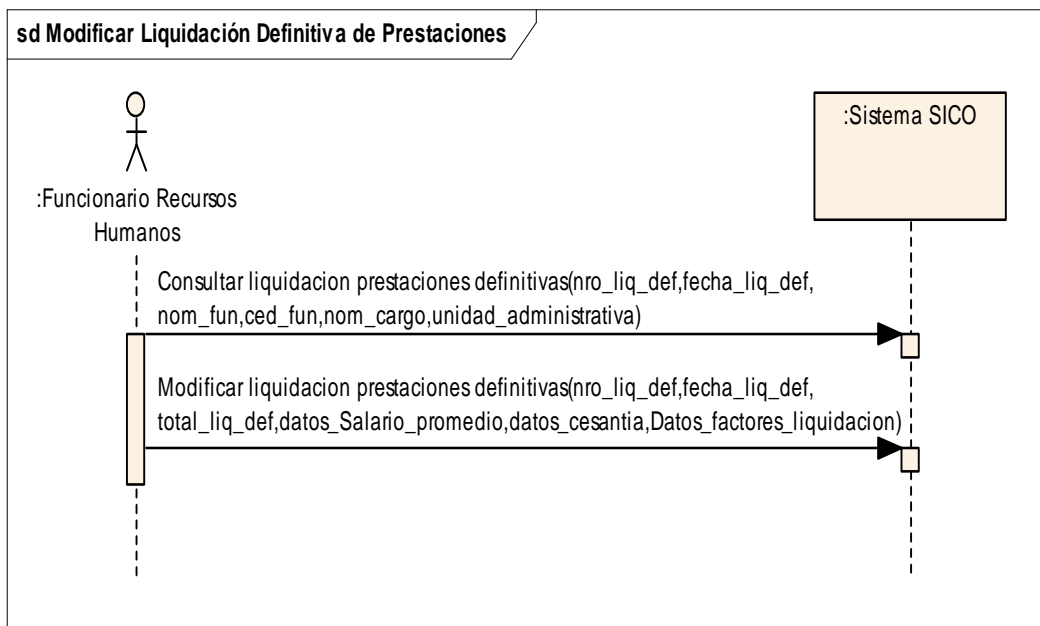 sd Modificar Liquidación Definitiva de Prestaciones
:Sistema SICO
:Funcionario Recursos
Humanos
Consultar liquidacion prestaciones definitivas(nro_liq_def,fecha_liq_def,
nom_fun,ced_fun,nom_cargo,unidad_administrativa)
Modificar liquidacion prestaciones definitivas(nro_liq_def,fecha_liq_def,
total_liq_def,datos_Salario_promedio,datos_cesantia,Datos_factores_liquidacion)